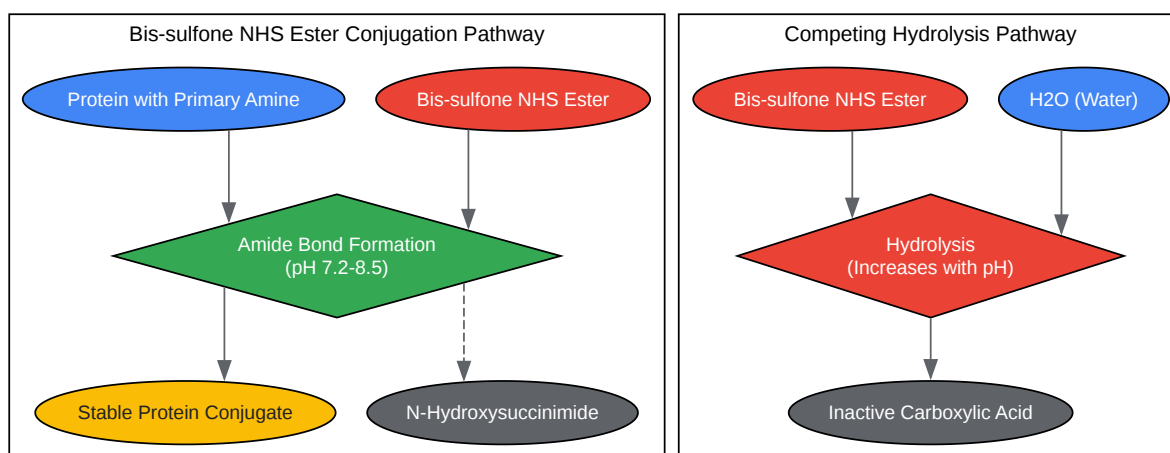 Bis-sulfone NHS Ester Conjugation Pathway
Protein with Primary Amine
Bis-sulfone NHS Ester
Amide Bond Formation
(pH 7.2-8.5)
Stable Protein Conjugate
N-Hydroxysuccinimide
Competing Hydrolysis Pathway
Bis-sulfone NHS Ester
H2O (Water)
Hydrolysis
(Increases with pH)
Inactive Carboxylic Acid